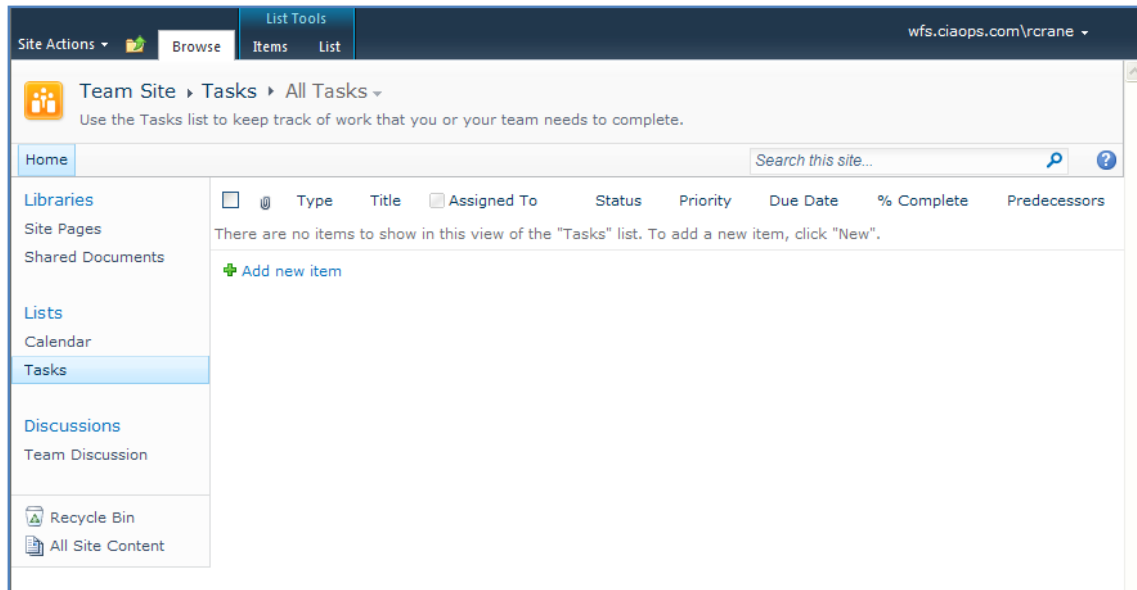 List Tools
Site Actions Browse Items List wfs.ciaops.com\rcrane
Team Site Tasks All Tasks
Use the Tasks list to keep track of work that you or your team needs to complete.
Home Search this site... ?
Libraries
Site Pages
Shared Documents
Lists
Calendar
Tasks
Discussions
Team Discussion
Recycle Bin
All Site Content
Type Title Assigned To Status Priority Due Date % Complete Predecessors
There are no items to show in this view of the "Tasks" list. To add a new item, click "New".
Add new item